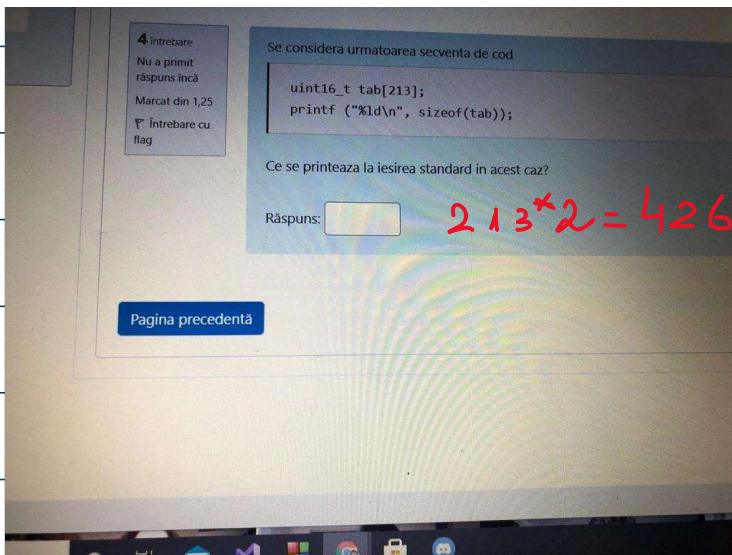 4 întrebare
Nu a primit
răspuns încă
Marcat din 1,25
Întrebare cu
flag
Se considera urmatoarea secventa de cod
uint16_t tab[213];
printf ("%ld\n", sizeof(tab));
Ce se printeaza la iesirea standard in acest caz?
Răspuns:
213*2=426
Pagina precedentă